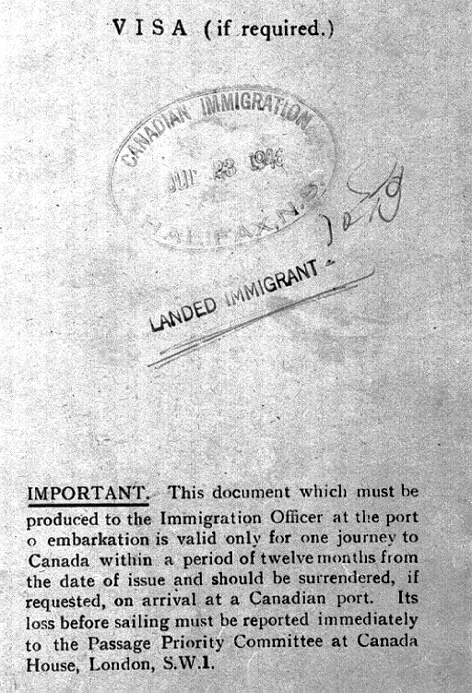 VISA (if required.)
CANADIAN IMMIGRATION
23 1946
HALIFAX, N.S.
LANDED IMMIGRANT
IMPORTANT. This document which must be
produced to the Immigration Officer at the port
o embarkation is valid only for one journey to
Canada within a period of twelve months from
the date of issue and should be surrendered, if
requested, on arrival at a Canadian port. Its
loss before sailing must be reported immediately
to the Passage Priority Committee at Canada
House, London, S.W.1.